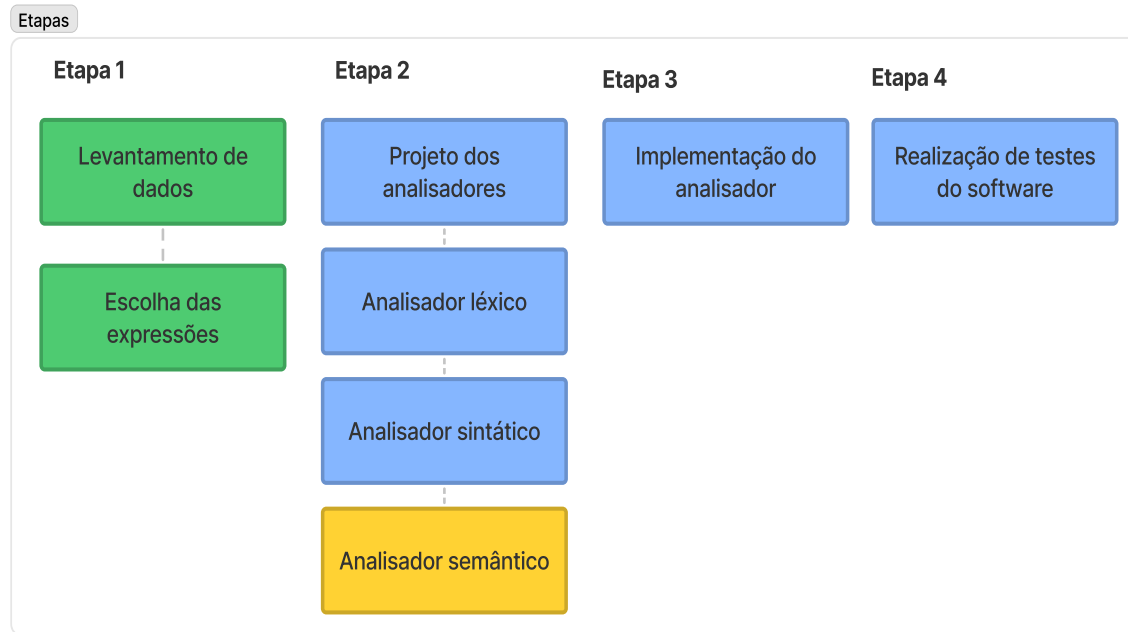 Etapas
Etapa 1
Levantamento de
dados
Escolha das
expressões
Etapa 2
Projeto dos
analisadores
Analisador léxico
Analisador sintático
Analisador semântico
Etapa 3
Implementação do
analisador
Etapa 4
Realização de testes
do software